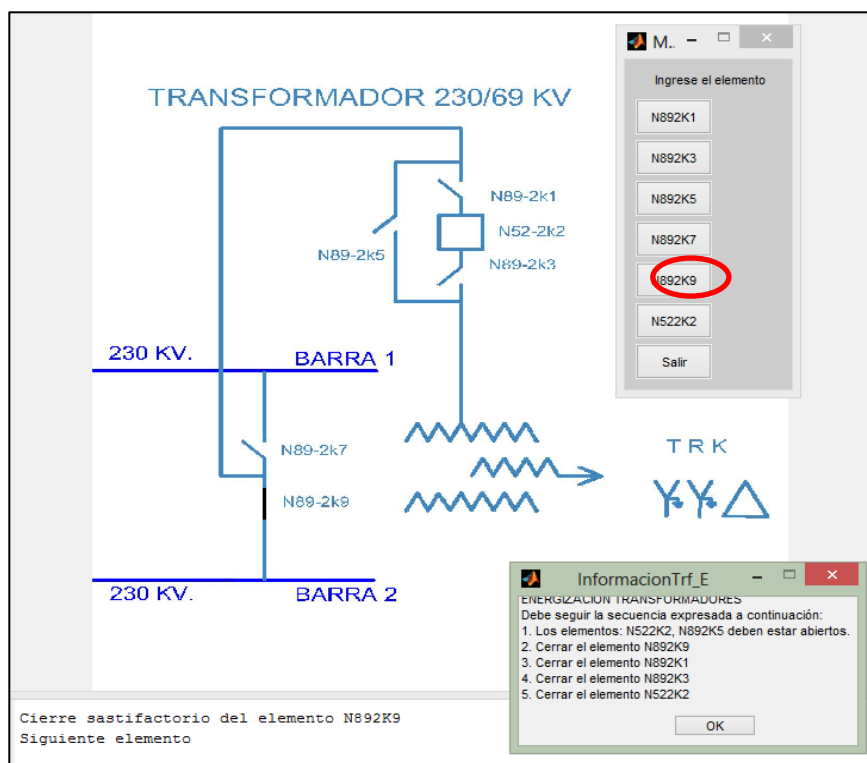 M..
Ingrese el elemento
N892K1
N892K3
N892K5
N892K7
N892K9
N522K2
Salir
TRANSFORMADOR 230/69 KV
N89-2k1
N52-2k2
N89-2k5
N89-2k3
230 KV.
BARRA 1
N89-2k7
N89-2k9
T R K
230 KV.
BARRA 2
InformacionTrf_E
ENERGIZACION TRANSFORMADORES
Debe seguir la secuencia expresada a continuación:
1. Los elementos: N522K2, N892K5 deben estar abiertos.
2. Cerrar el elemento N892K9
3. Cerrar el elemento N892K1
4. Cerrar el elemento N892K3
5. Cerrar el elemento N522K2
OK
Cierre sastifactorio del elemento N892K9
Siguiente elemento